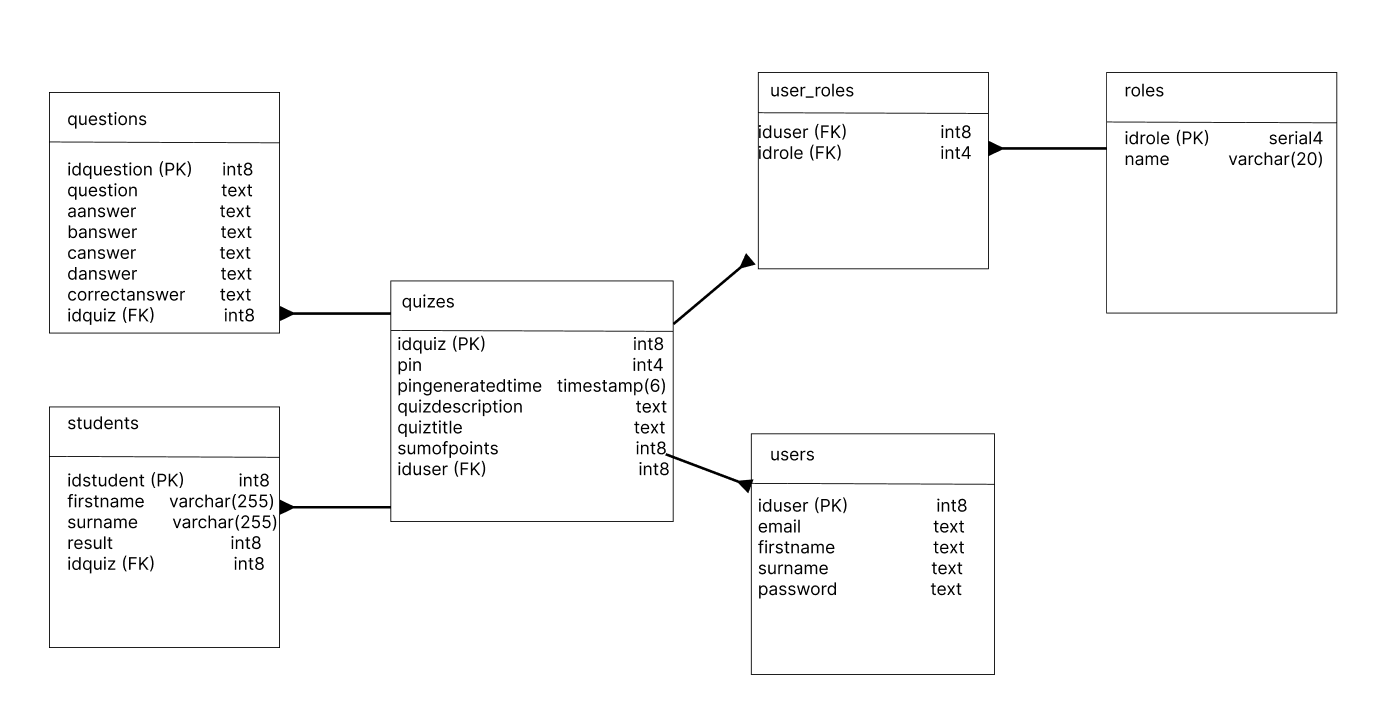 questions
idquestion (PK) int8
question text
aanswer text
banswer text
canswer text
danswer text
correctanswer text
idquiz (FK) int8
students
idstudent (PK) int8
firstname varchar(255)
surname varchar(255)
result int8
idquiz (FK) int8
quizes
idquiz (PK) int8
pin int4
pingeneratedtime timestamp(6)
quizdescription text
quiztitle text
sumofpoints int8
iduser (FK) int8
user_roles
iduser (FK) int8
idrole (FK) int4
roles
idrole (PK) serial4
name varchar(20)
users
iduser (PK) int8
email text
firstname text
surname text
password text